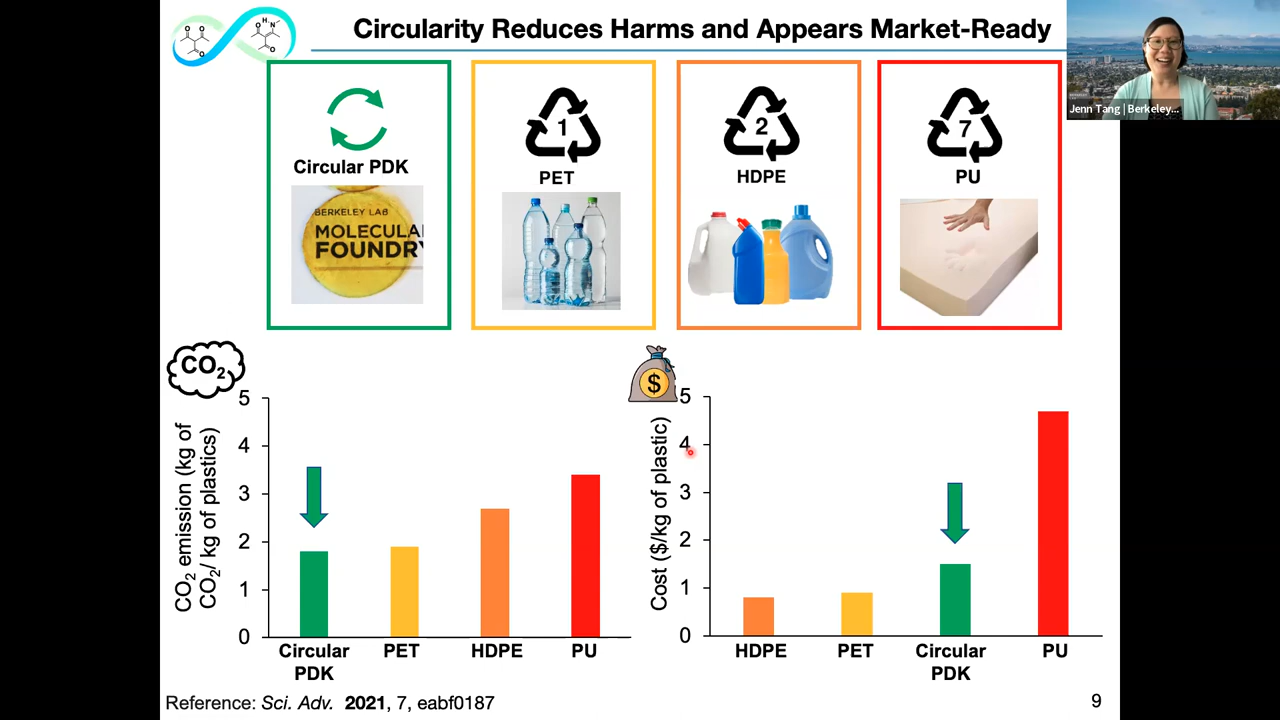 Circularity Reduces Harms and Appears Market-Ready
Jenn Tang | Berkeley...
Circular PDK
BERKELEY LAB
MOLECULA
FOUNDRY
1
PET
2
HDPE
7
PU
CO₂
CO₂ emission (kg of
CO₂/ kg of plastics)
5
4
3
2
1
0
Circular
PDK
PET
HDPE
PU
$
Cost ($/kg of plastic)
5
4
3
2
1
0
HDPE
PET
Circular
PDK
PU
Reference: Sci. Adv. 2021, 7, eabf0187
9